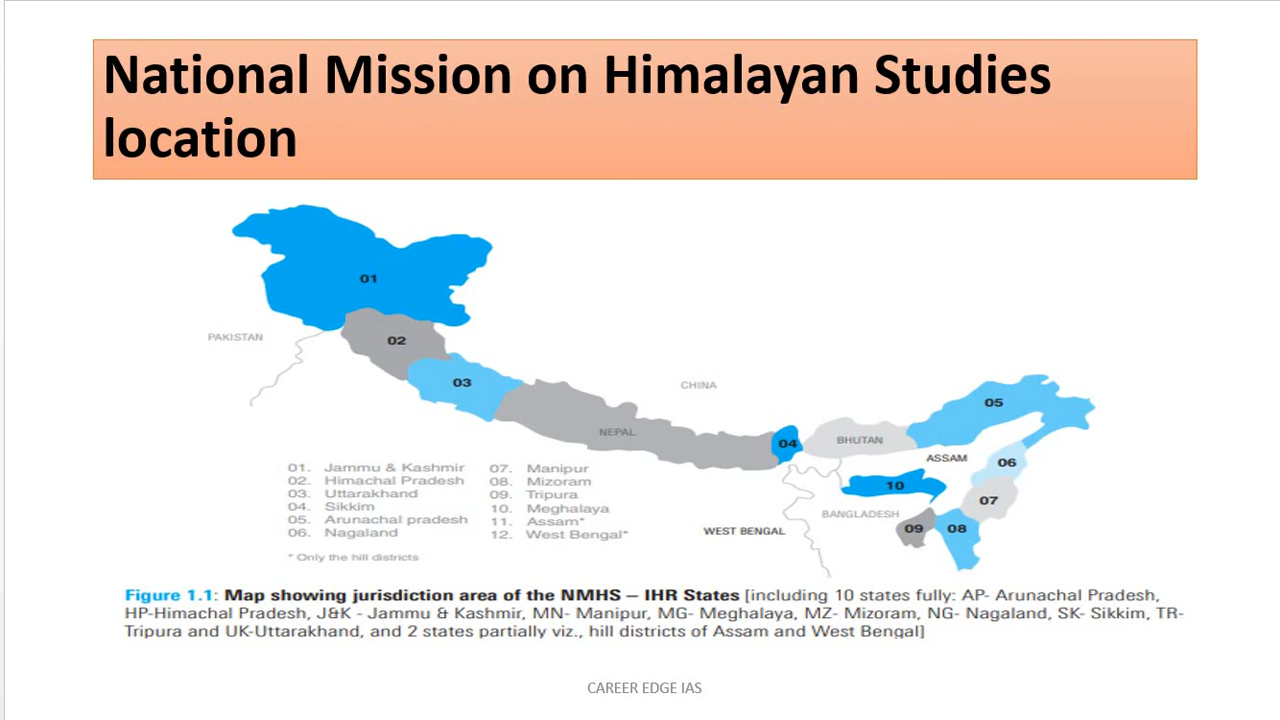 National Mission on Himalayan Studies
location
01
PAKISTAN
02
03
CHINA
05
NEPAL
04
BHUTAN
ASSAM
06
10
07
BANGLADESH
09
08
WEST BENGAL
01. Jammu & Kashmir
02. Himachal Pradesh
03. Uttarakhand
04. Sikkim
05. Arunachal pradesh
06. Nagaland
07. Manipur
08. Mizoram
09. Tripura
10. Meghalaya
11. Assam*
12. West Bengal*
* Only the hill districts
Figure 1.1: Map showing jurisdiction area of the NMHS – IHR States [including 10 states fully: AP- Arunachal Pradesh,
HP-Himachal Pradesh, J&K - Jammu & Kashmir, MN- Manipur, MG- Meghalaya, MZ- Mizoram, NG- Nagaland, SK- Sikkim, TR-
Tripura and UK-Uttarakhand, and 2 states partially viz., hill districts of Assam and West Bengal]
CAREER EDGE IAS